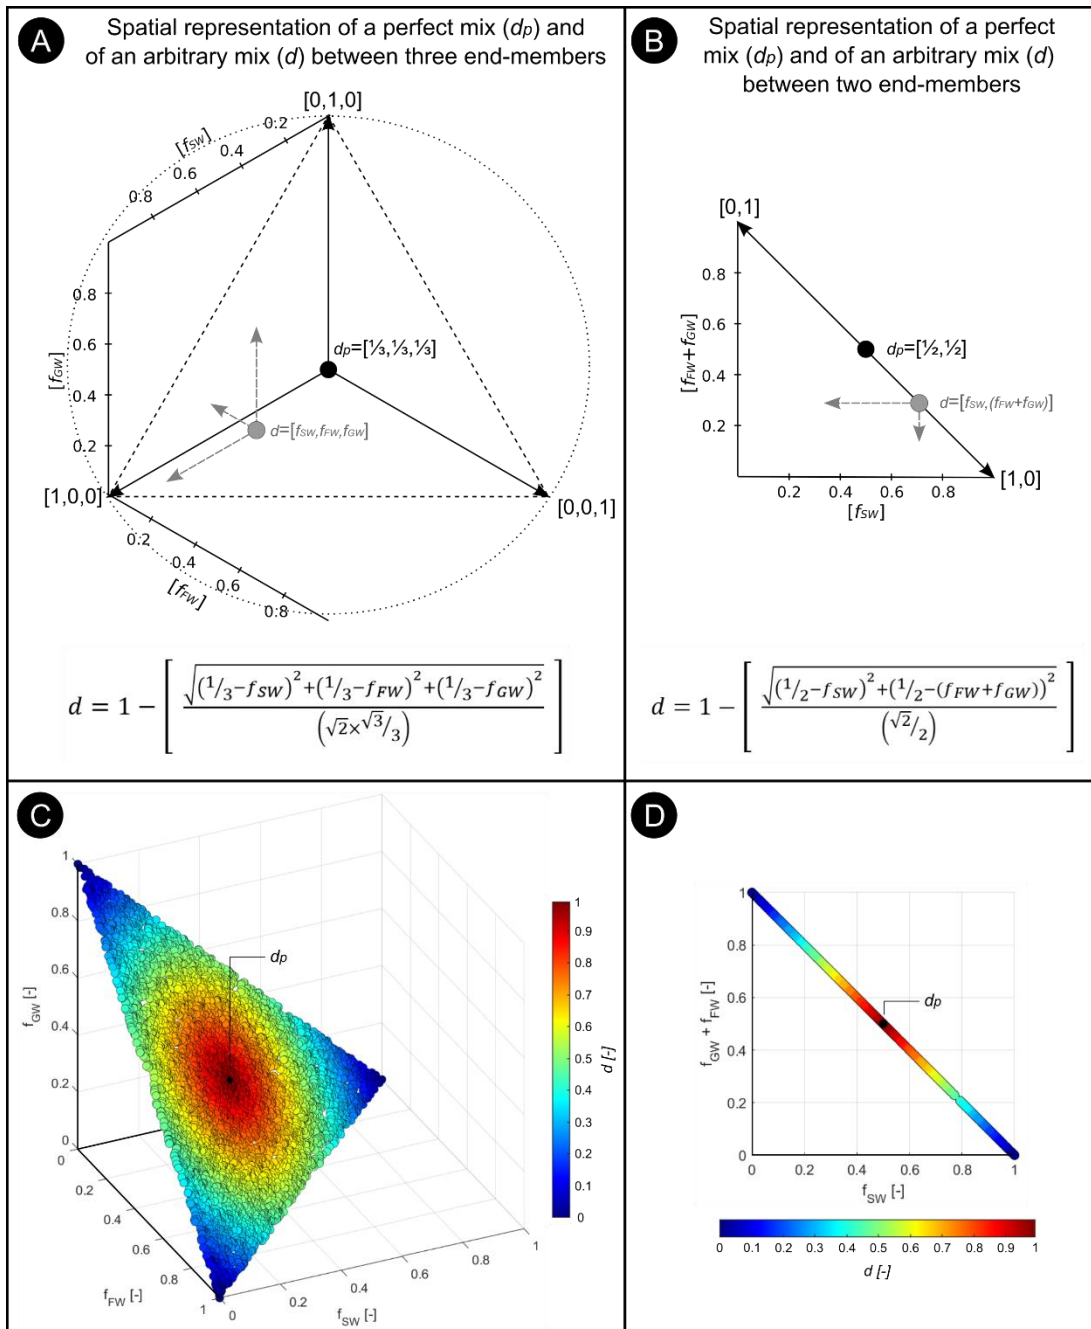 A
Spatial representation of a perfect mix (dp) and
of an arbitrary mix (d) between three end-members
[0,1,0]
[fSW]
0.2
0.4
0.6
0.8
[fGW]
0.8
0.6
0.4
0.2
dp=[⅓,⅓,⅓]
d=[fSW,fFW,fGW]
[1,0,0]
[0,0,1]
0.2
0.4
0.6
0.8
[fFW]
d = 1 − [ √((1/3−fSW)²+(1/3−fFW)²+(1/3−fGW)²) / (√2×√3/3) ]
B
Spatial representation of a perfect
mix (dp) and of an arbitrary mix (d)
between two end-members
[0,1]
[fFW+fGW]
0.8
0.6
0.4
0.2
dp=[½,½]
d=[fSW,(fFW+fGW)]
[1,0]
0.2 0.4 0.6 0.8
[fSW]
d = 1 − [ √((1/2−fSW)²+(1/2−(fFW+fGW))²) / (√2/2) ]
C
fGW [-]
1
0.8
0.6
0.4
0.2
0
dp
0
0.2
0.4
0.6
0.8
1
fFW [-]
0
0.2
0.4
0.6
0.8
1
fSW [-]
1
0.9
0.8
0.7
0.6
0.5
0.4
0.3
0.2
0.1
0
d [-]
D
fGW + fFW [-]
1
0.8
0.6
0.4
0.2
0
dp
0 0.2 0.4 0.6 0.8 1
fSW [-]
0 0.1 0.2 0.3 0.4 0.5 0.6 0.7 0.8 0.9 1
d [-]